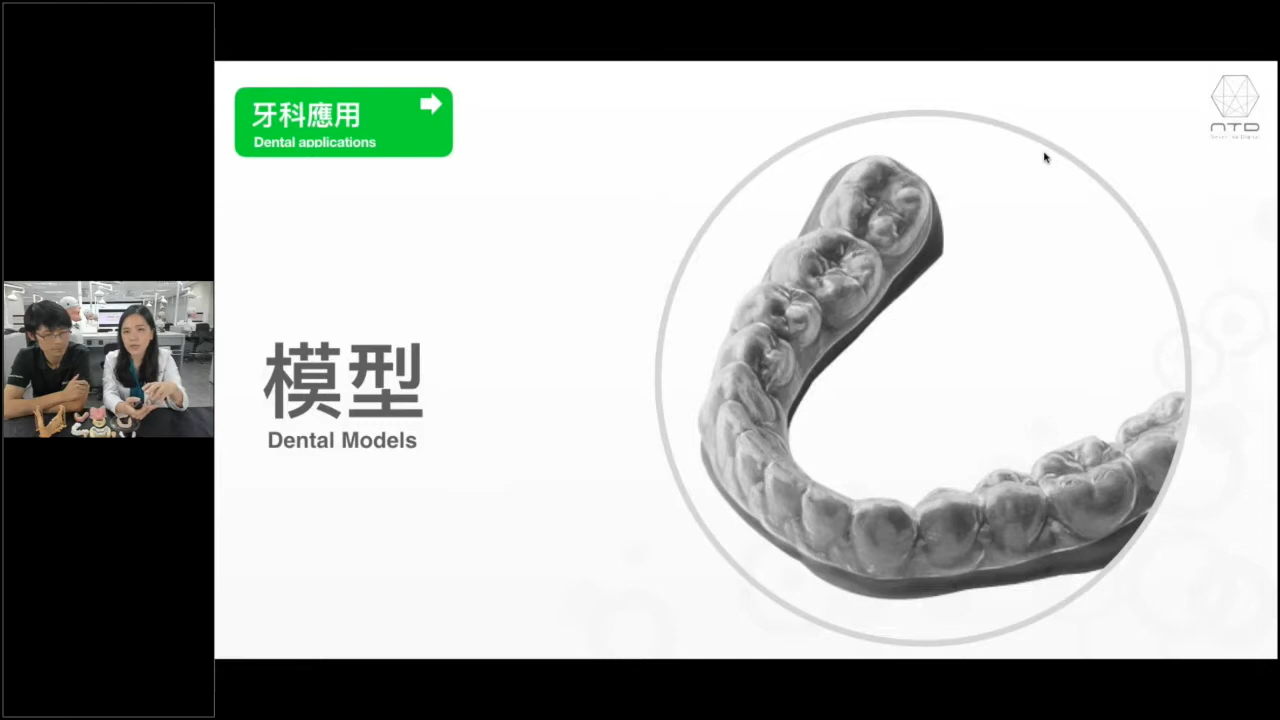 牙科應用
Dental applications
NTD
模型
Dental Models